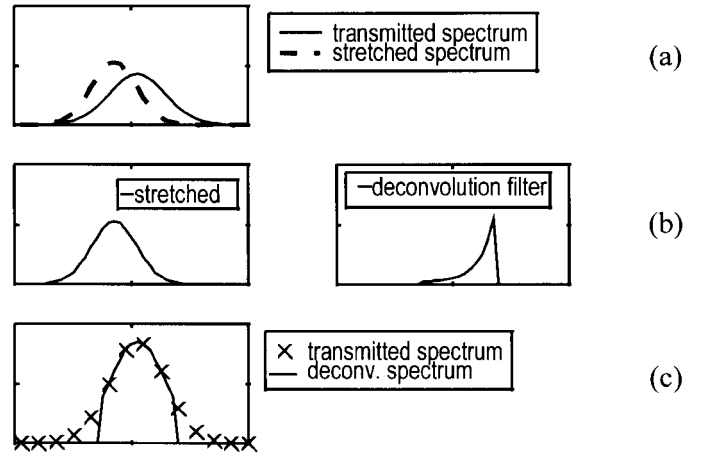 transmitted spectrum
stretched spectrum
(a)
stretched
deconvolution filter
(b)
transmitted spectrum
deconv. spectrum
(c)